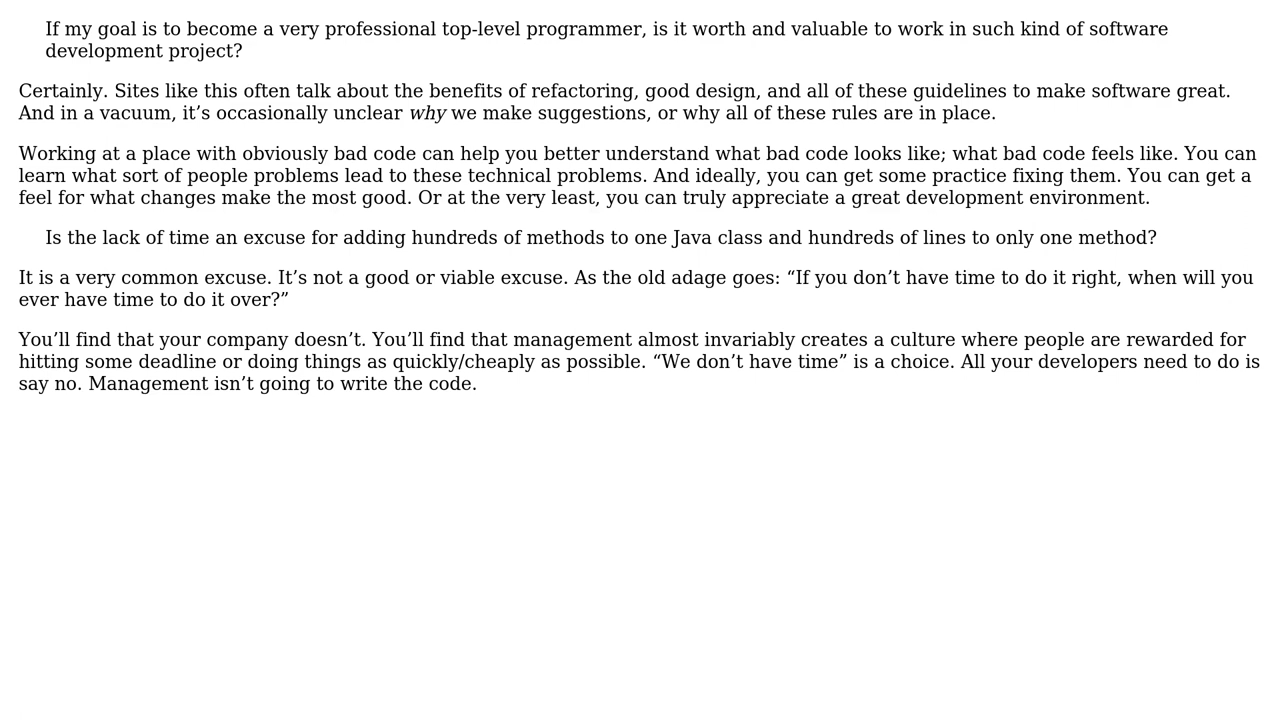 If my goal is to become a very professional top-level programmer, is it worth and valuable to work in such kind of software
development project?
Certainly. Sites like this often talk about the benefits of refactoring, good design, and all of these guidelines to make software great.
And in a vacuum, it’s occasionally unclear why we make suggestions, or why all of these rules are in place.
Working at a place with obviously bad code can help you better understand what bad code looks like; what bad code feels like. You can
learn what sort of people problems lead to these technical problems. And ideally, you can get some practice fixing them. You can get a
feel for what changes make the most good. Or at the very least, you can truly appreciate a great development environment.
Is the lack of time an excuse for adding hundreds of methods to one Java class and hundreds of lines to only one method?
It is a very common excuse. It’s not a good or viable excuse. As the old adage goes: “If you don’t have time to do it right, when will you
ever have time to do it over?”
You’ll find that your company doesn’t. You’ll find that management almost invariably creates a culture where people are rewarded for
hitting some deadline or doing things as quickly/cheaply as possible. “We don’t have time” is a choice. All your developers need to do is
say no. Management isn’t going to write the code.